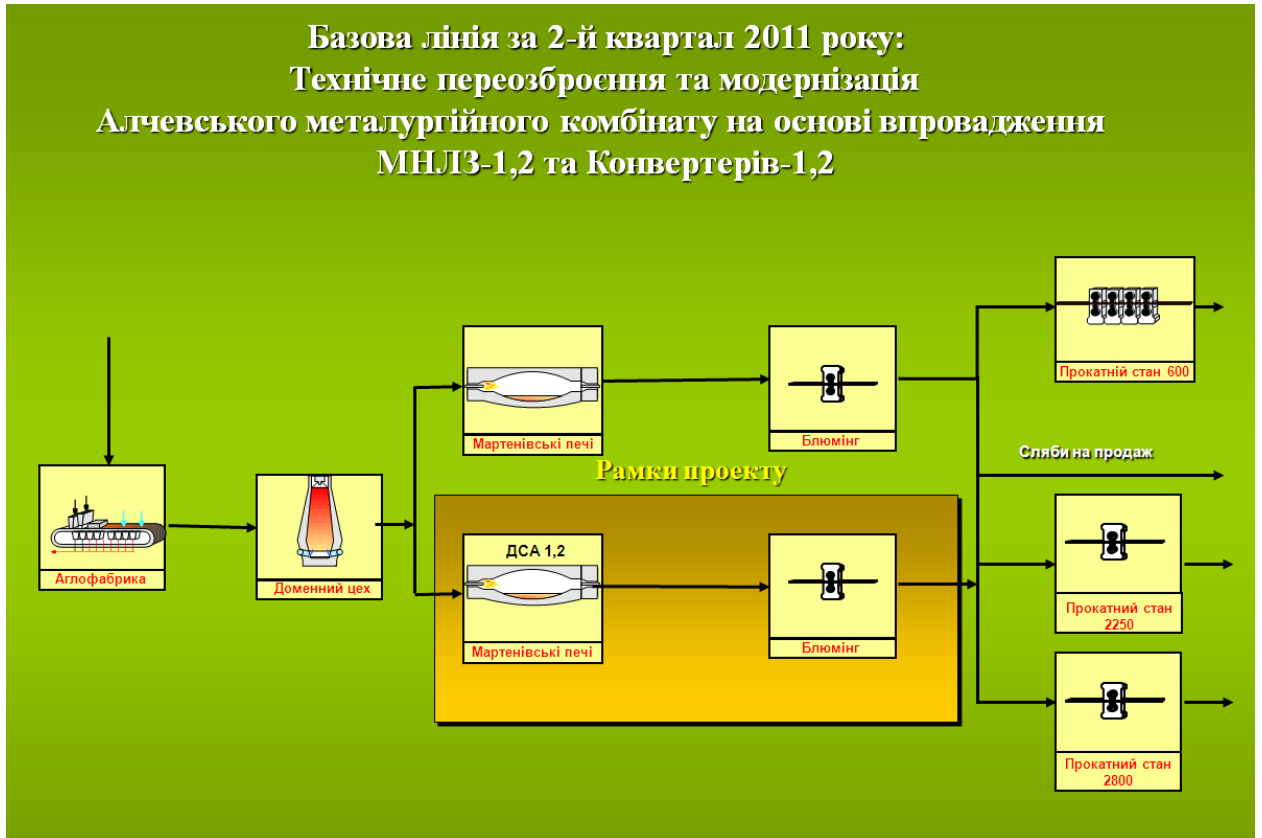 Базова лінія за 2-й квартал 2011 року:
Технічне переозброєння та модернізація
Алчевського металургійного комбінату на основі впровадження
МНЛЗ-1,2 та Конвертерів-1,2
Прокатній стан 600
Мартенівські печі
Блюмінг
Сляби на продаж
Рамки проекту
Аглофабрика
Доменний цех
ДСА 1,2
Мартенівські печі
Блюмінг
Прокатний стан
2250
Прокатний стан
2800